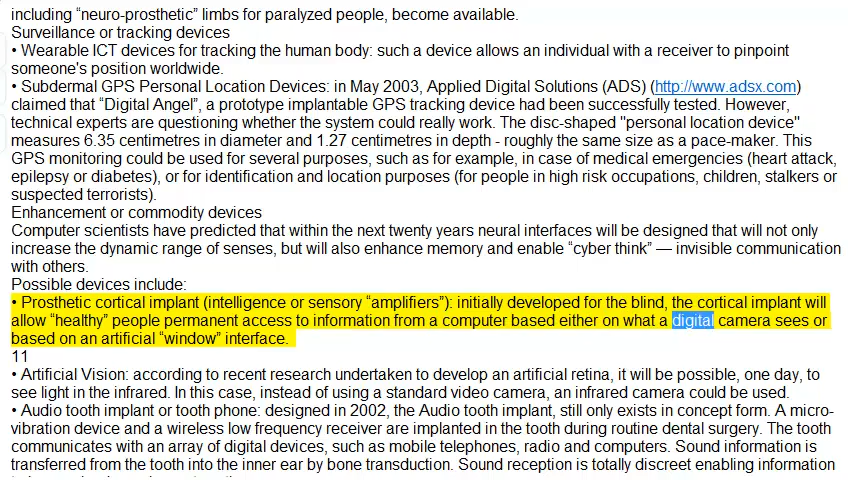 including “neuro-prosthetic” limbs for paralyzed people, become available.
Surveillance or tracking devices
• Wearable ICT devices for tracking the human body: such a device allows an individual with a receiver to pinpoint
someone's position worldwide.
• Subdermal GPS Personal Location Devices: in May 2003, Applied Digital Solutions (ADS) (http://www.adsx.com)
claimed that “Digital Angel”, a prototype implantable GPS tracking device had been successfully tested. However,
technical experts are questioning whether the system could really work. The disc-shaped "personal location device"
measures 6.35 centimetres in diameter and 1.27 centimetres in depth - roughly the same size as a pace-maker. This
GPS monitoring could be used for several purposes, such as for example, in case of medical emergencies (heart attack,
epilepsy or diabetes), or for identification and location purposes (for people in high risk occupations, children, stalkers or
suspected terrorists).
Enhancement or commodity devices
Computer scientists have predicted that within the next twenty years neural interfaces will be designed that will not only
increase the dynamic range of senses, but will also enhance memory and enable “cyber think” — invisible communication
with others.
Possible devices include:
• Prosthetic cortical implant (intelligence or sensory “amplifiers”): initially developed for the blind, the cortical implant will
allow “healthy” people permanent access to information from a computer based either on what a digital camera sees or
based on an artificial “window” interface.
11
• Artificial Vision: according to recent research undertaken to develop an artificial retina, it will be possible, one day, to
see light in the infrared. In this case, instead of using a standard video camera, an infrared camera could be used.
• Audio tooth implant or tooth phone: designed in 2002, the Audio tooth implant, still only exists in concept form. A micro-
vibration device and a wireless low frequency receiver are implanted in the tooth during routine dental surgery. The tooth
communicates with an array of digital devices, such as mobile telephones, radio and computers. Sound information is
transferred from the tooth into the inner ear by bone transduction. Sound reception is totally discreet enabling information